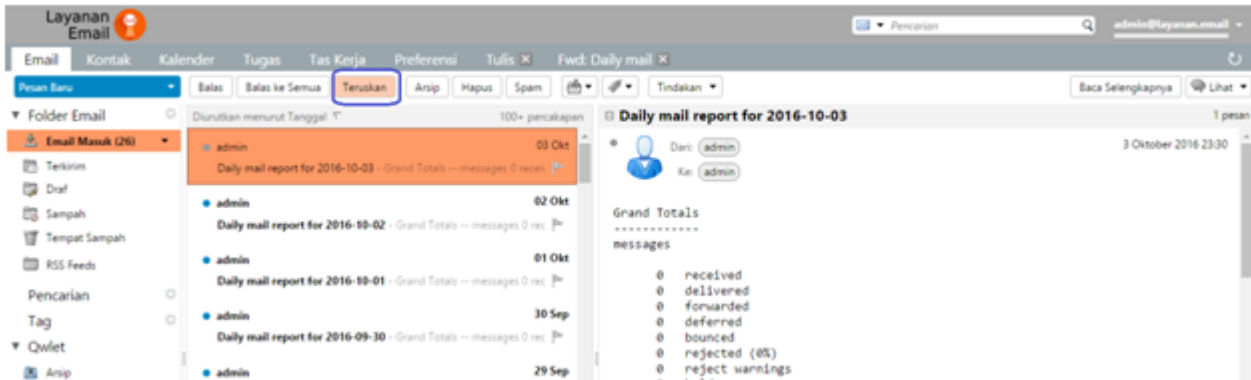 Layanan
Email
Pencarian
admin@layanan.email
Email Kontak Kalender Tugas Tas Kerja Preferensi Tulis Fwd: Daily mail
Pesan Baru
Balas Balas ke Semua Teruskan Arsip Hapus Spam Tindakan Baca Selengkapnya Lihat
Folder Email
Email Masuk (26)
Terkirim
Draf
Sampah
Tempat Sampah
RSS Feeds
Pencarian
Tag
Qwlet
Arsip
Diurutkan menurut Tanggal 100+ percakapan
admin 03 Okt
Daily mail report for 2016-10-03 - Grand Totals -- messages 0 recei
admin 02 Okt
Daily mail report for 2016-10-02 - Grand Totals -- messages 0 rec
admin 01 Okt
Daily mail report for 2016-10-01 - Grand Totals -- messages 0 rec
admin 30 Sep
Daily mail report for 2016-09-30 - Grand Totals -- messages 0 rec
admin 29 Sep
Daily mail report for 2016-10-03 1 pesan
Dari: admin 3 Oktober 2016 23:30
Ke: admin
Grand Totals
------------
messages
0 received
0 delivered
0 forwarded
0 deferred
0 bounced
0 rejected (0%)
0 reject warnings